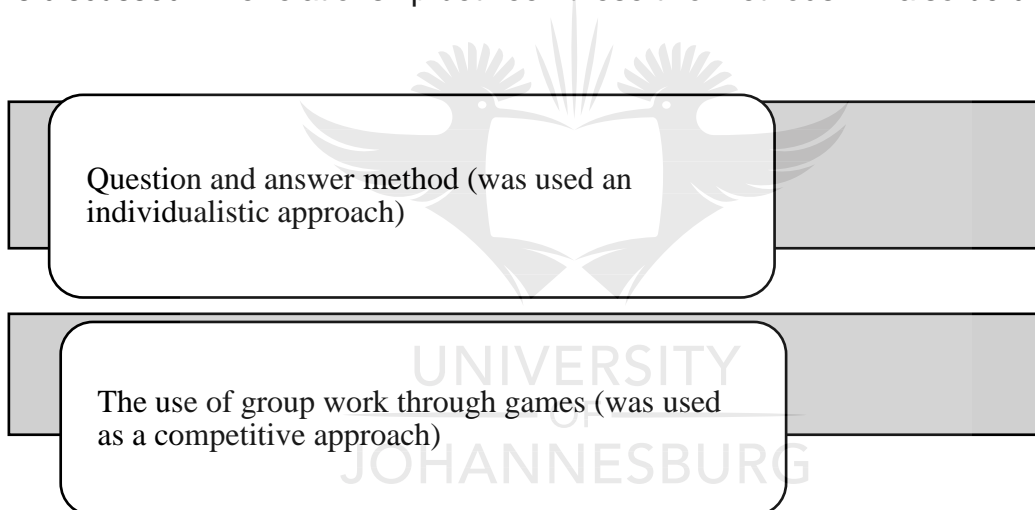 Question and answer method (was used an
individualistic approach)
UNIVERSITY
The use of group work through games (was used
OF
as a competitive approach)
JOHANNESBURG